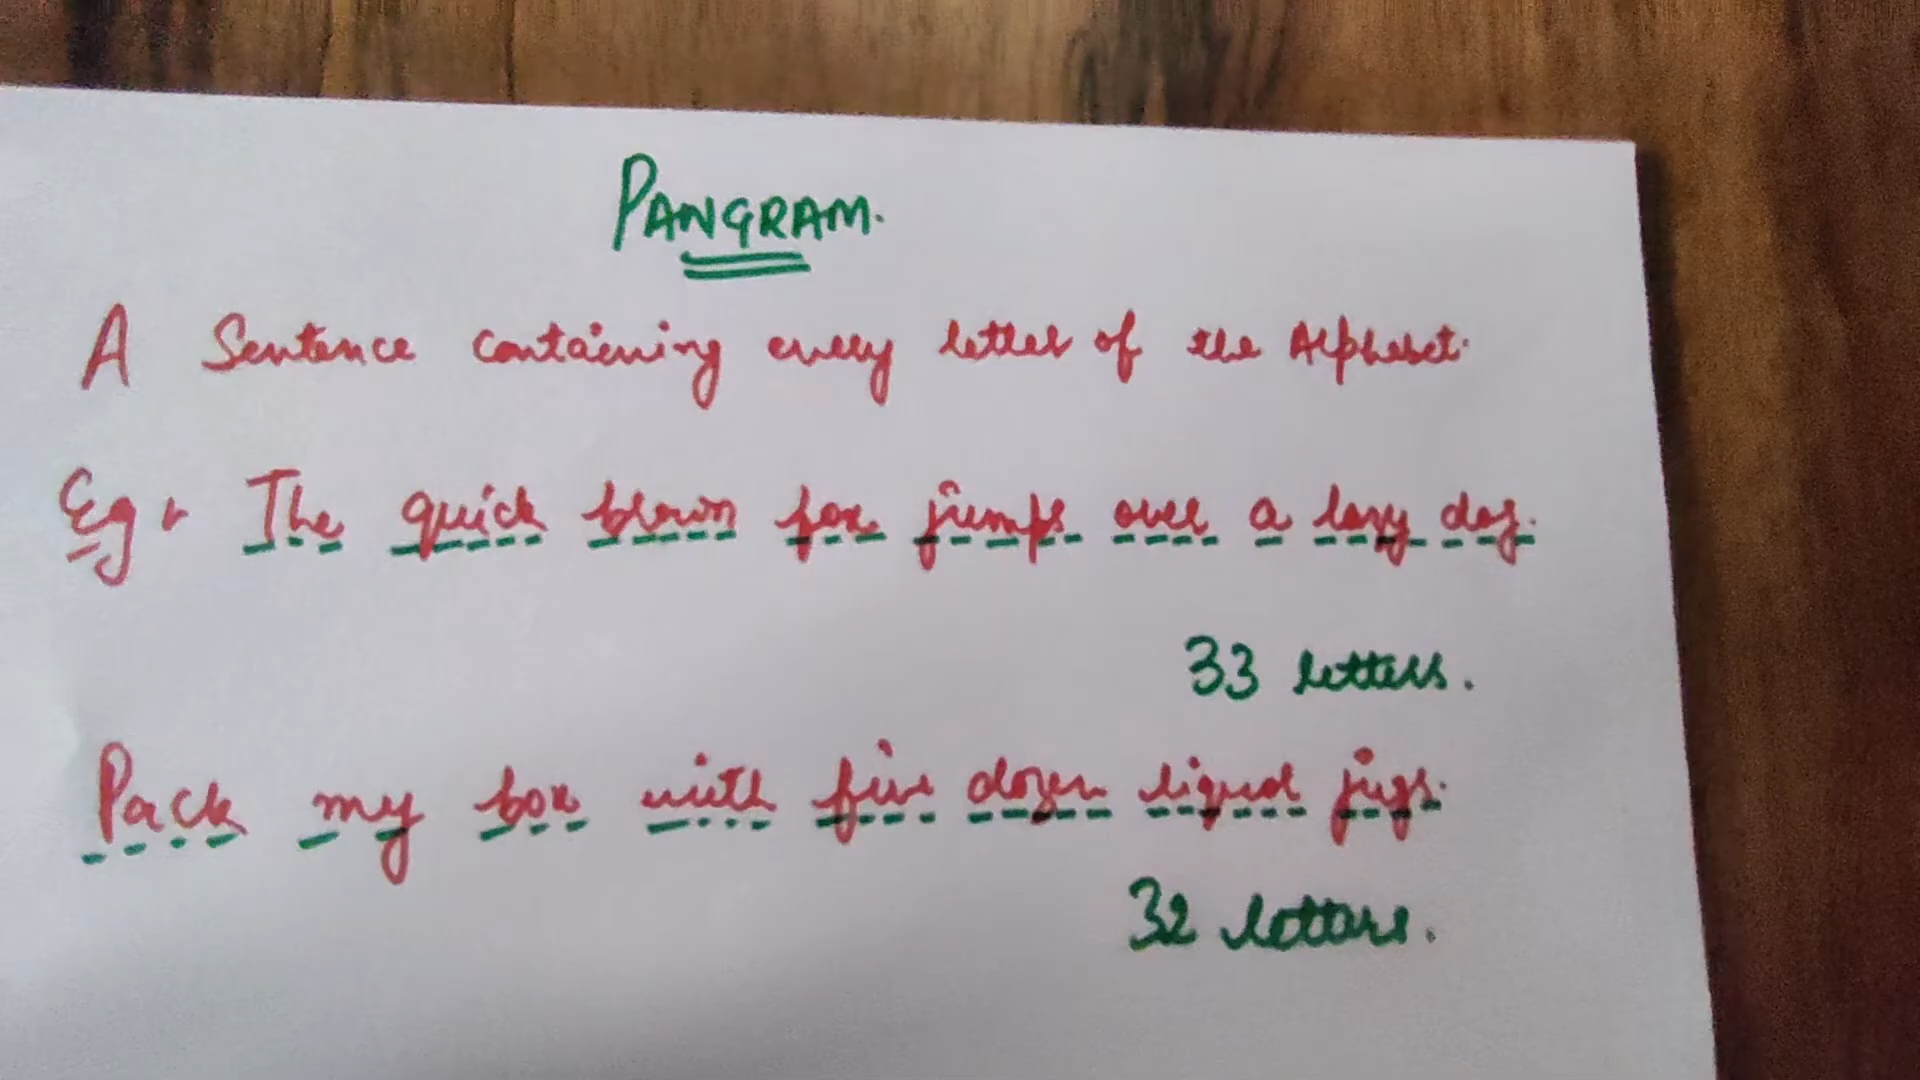 PANGRAM.
A Sentence containing every letter of the Alphabet.
Eg:- The quick brown fox jumps over a lazy dog.
33 letters.
Pack my box with five dozen liquor jugs.
32 letters.